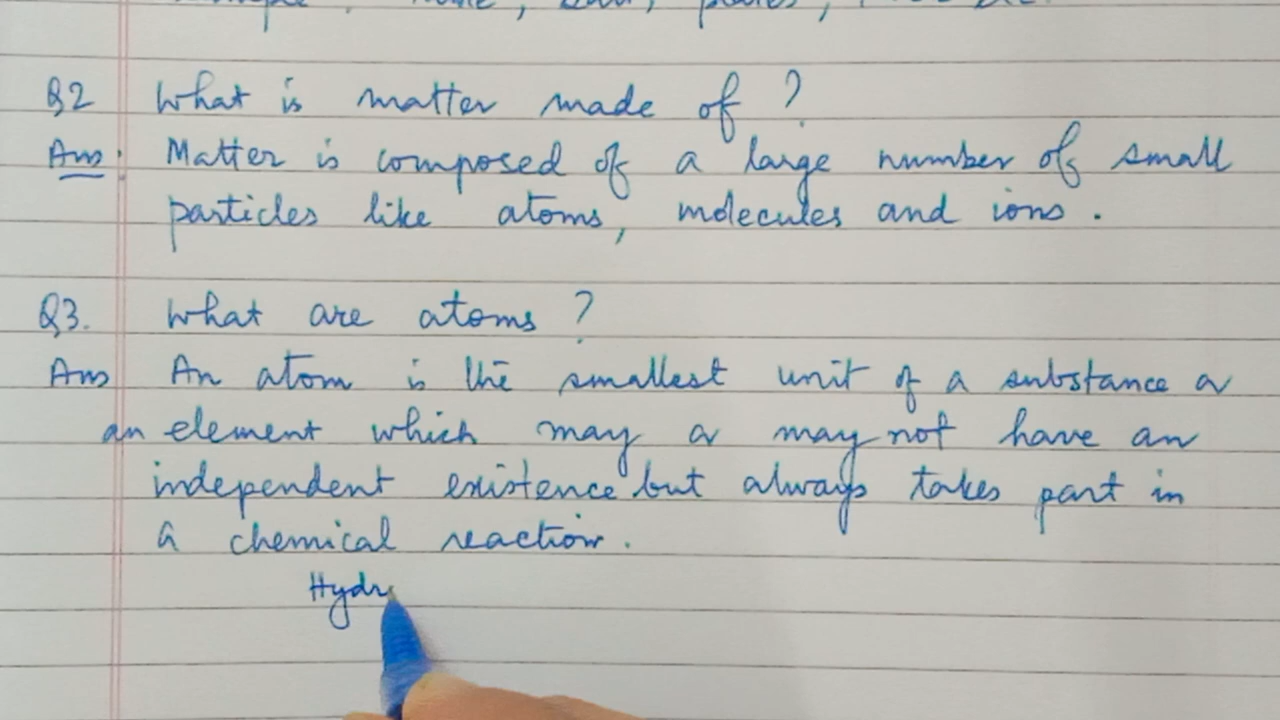 Q2 What is matter made of ?
Ans: Matter is composed of a large number of small
particles like atoms, molecules and ions .
Q3. What are atoms ?
Ans An atom is the smallest unit of a substance or
an element which may or may not have an
independent existence but always takes part in
a chemical reaction .
Hydr